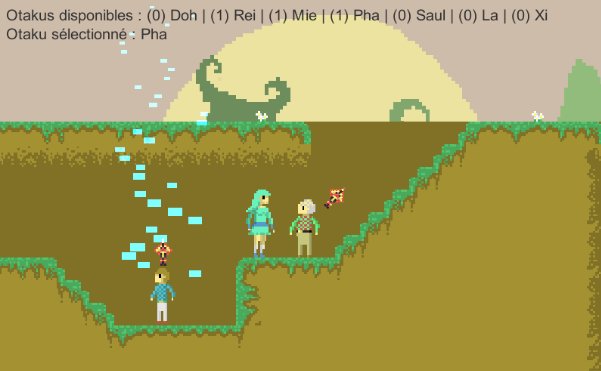 Otakus disponibles : (0) Doh | (1) Rei | (1) Mie | (1) Pha | (0) Saul | (0) La | (0) Xi
Otaku sélectionné : Pha